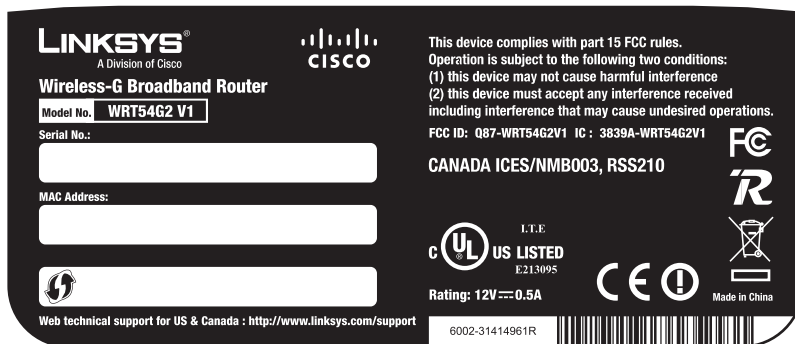 LINKSYS®
A Division of Cisco
CISCO
Wireless-G Broadband Router
Model No. WRT54G2 V1
Serial No.:
MAC Address:
Web technical support for US & Canada : http://www.linksys.com/support
This device complies with part 15 FCC rules.
Operation is subject to the following two conditions:
(1) this device may not cause harmful interference
(2) this device must accept any interference received
including interference that may cause undesired operations.
FCC ID: Q87-WRT54G2V1 IC : 3839A-WRT54G2V1
FC
CANADA ICES/NMB003, RSS210
R
I.T.E
C UL® US LISTED
E213095
Rating: 12V⎓0.5A
CE
Made in China
6002-31414961R